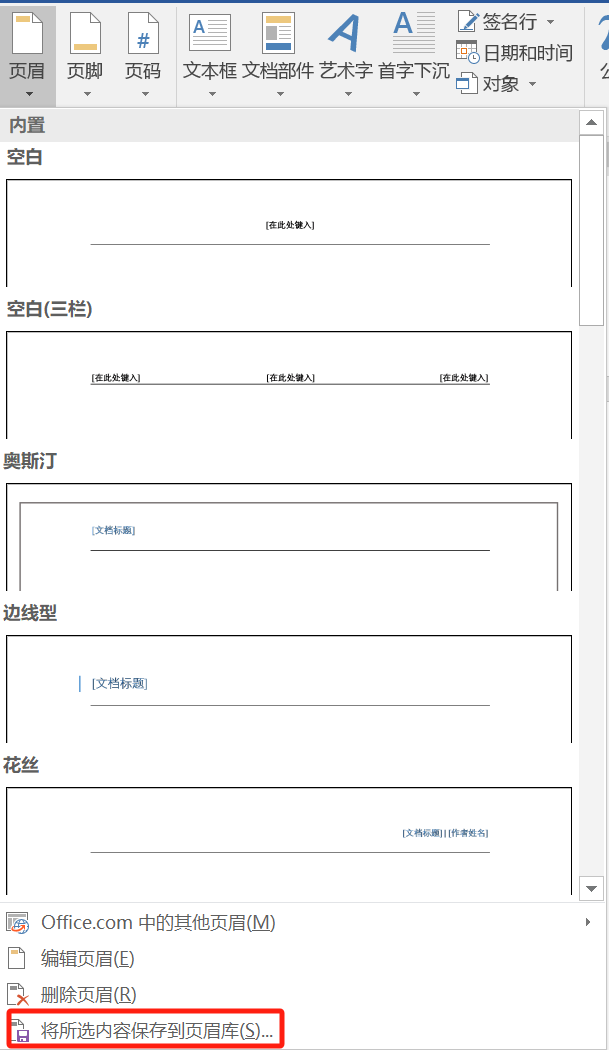 签名行
日期和时间
对象
页眉 页脚 页码 文本框 文档部件 艺术字 首字下沉
内置
空白
[在此处键入]
空白(三栏)
[在此处键入] [在此处键入] [在此处键入]
奥斯汀
[文档标题]
边线型
[文档标题]
花丝
[文档标题] | [作者姓名]
Office.com 中的其他页眉(M)
编辑页眉(E)
删除页眉(R)
将所选内容保存到页眉库(S)...